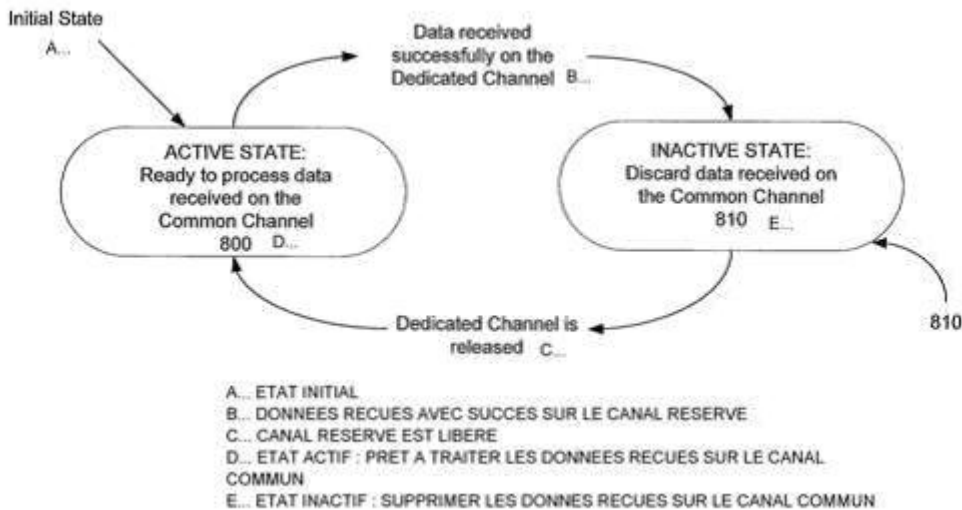 Initial State
A...
Data received
successfully on the
Dedicated Channel B...
ACTIVE STATE:
Ready to process data
received on the
Common Channel
800 D...
INACTIVE STATE:
Discard data received on
the Common Channel
810 E...
810
Dedicated Channel is
released C...
A... ETAT INITIAL
B... DONNEES RECUES AVEC SUCCES SUR LE CANAL RESERVE
C... CANAL RESERVE EST LIBERE
D... ETAT ACTIF : PRET A TRAITER LES DONNEES RECUES SUR LE CANAL
COMMUN
E... ETAT INACTIF : SUPPRIMER LES DONNES RECUES SUR LE CANAL COMMUN